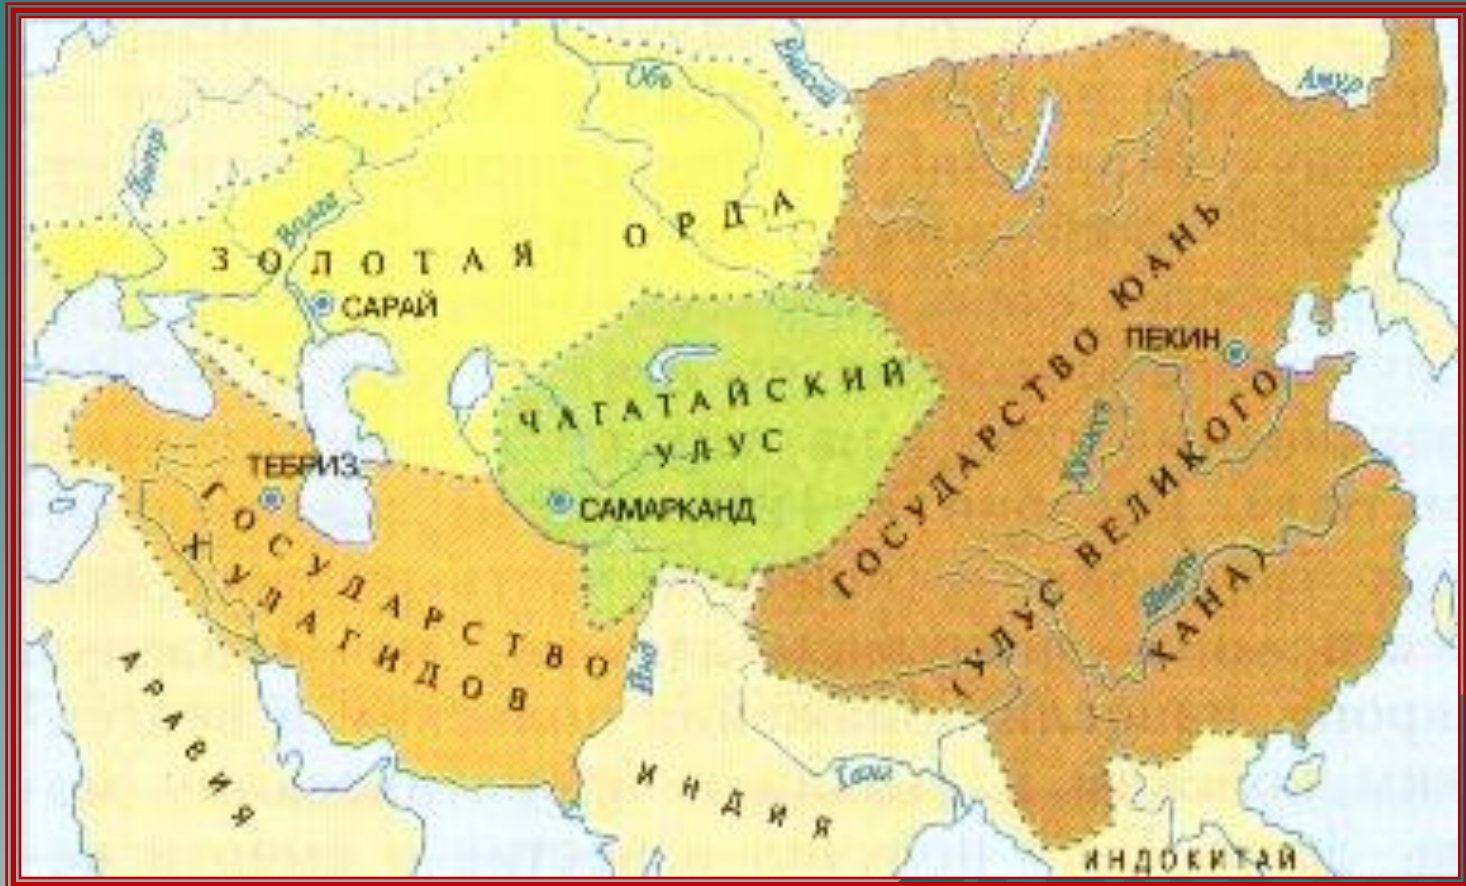 Енисей
Обь
Амур
Днепр
Волга
ЗОЛОТАЯ ОРДА
САРАЙ
ПЕКИН
ЧАГАТАЙСКИЙ
УЛУС
САМАРКАНД
ТЕБРИЗ
ГОСУДАРСТВО
ХУЛАГИДОВ
ГОСУДАРСТВО ЮАНЬ
(УЛУС ВЕЛИКОГО
ХАНА)
Хуанхэ
Янцзы
Инд
Ганг
АРАВИЯ
ИНДИЯ
ИНДОКИТАЙ